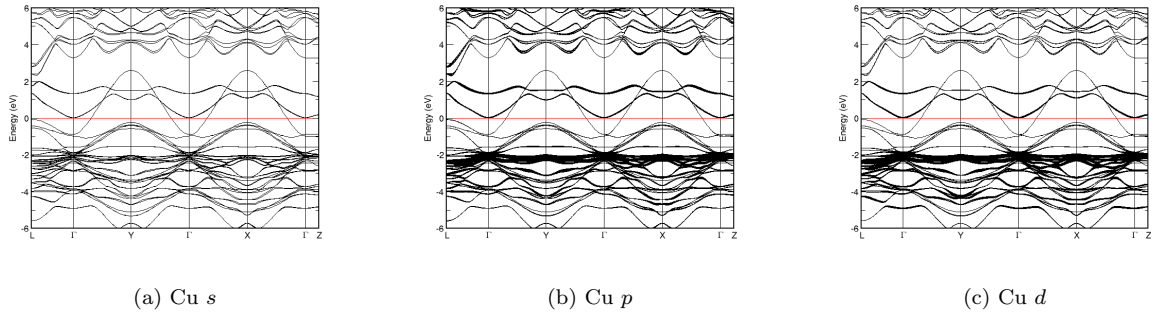 6
4
2
0
-2
-4
-6
Energy (eV)
L Γ Y Γ X Γ Z
6
4
2
0
-2
-4
-6
Energy (eV)
L Γ Y Γ X Γ Z
6
4
2
0
-2
-4
-6
Energy (eV)
L Γ Y Γ X Γ Z
(a) Cu s
(b) Cu p
(c) Cu d